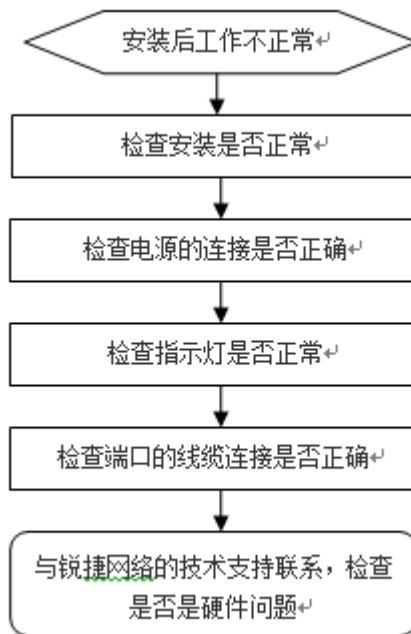 安装后工作不正常
检查安装是否正常
检查电源的连接是否正确
检查指示灯是否正常
检查端口的线缆连接是否正确
与锐捷网络的技术支持联系，检查
是否是硬件问题